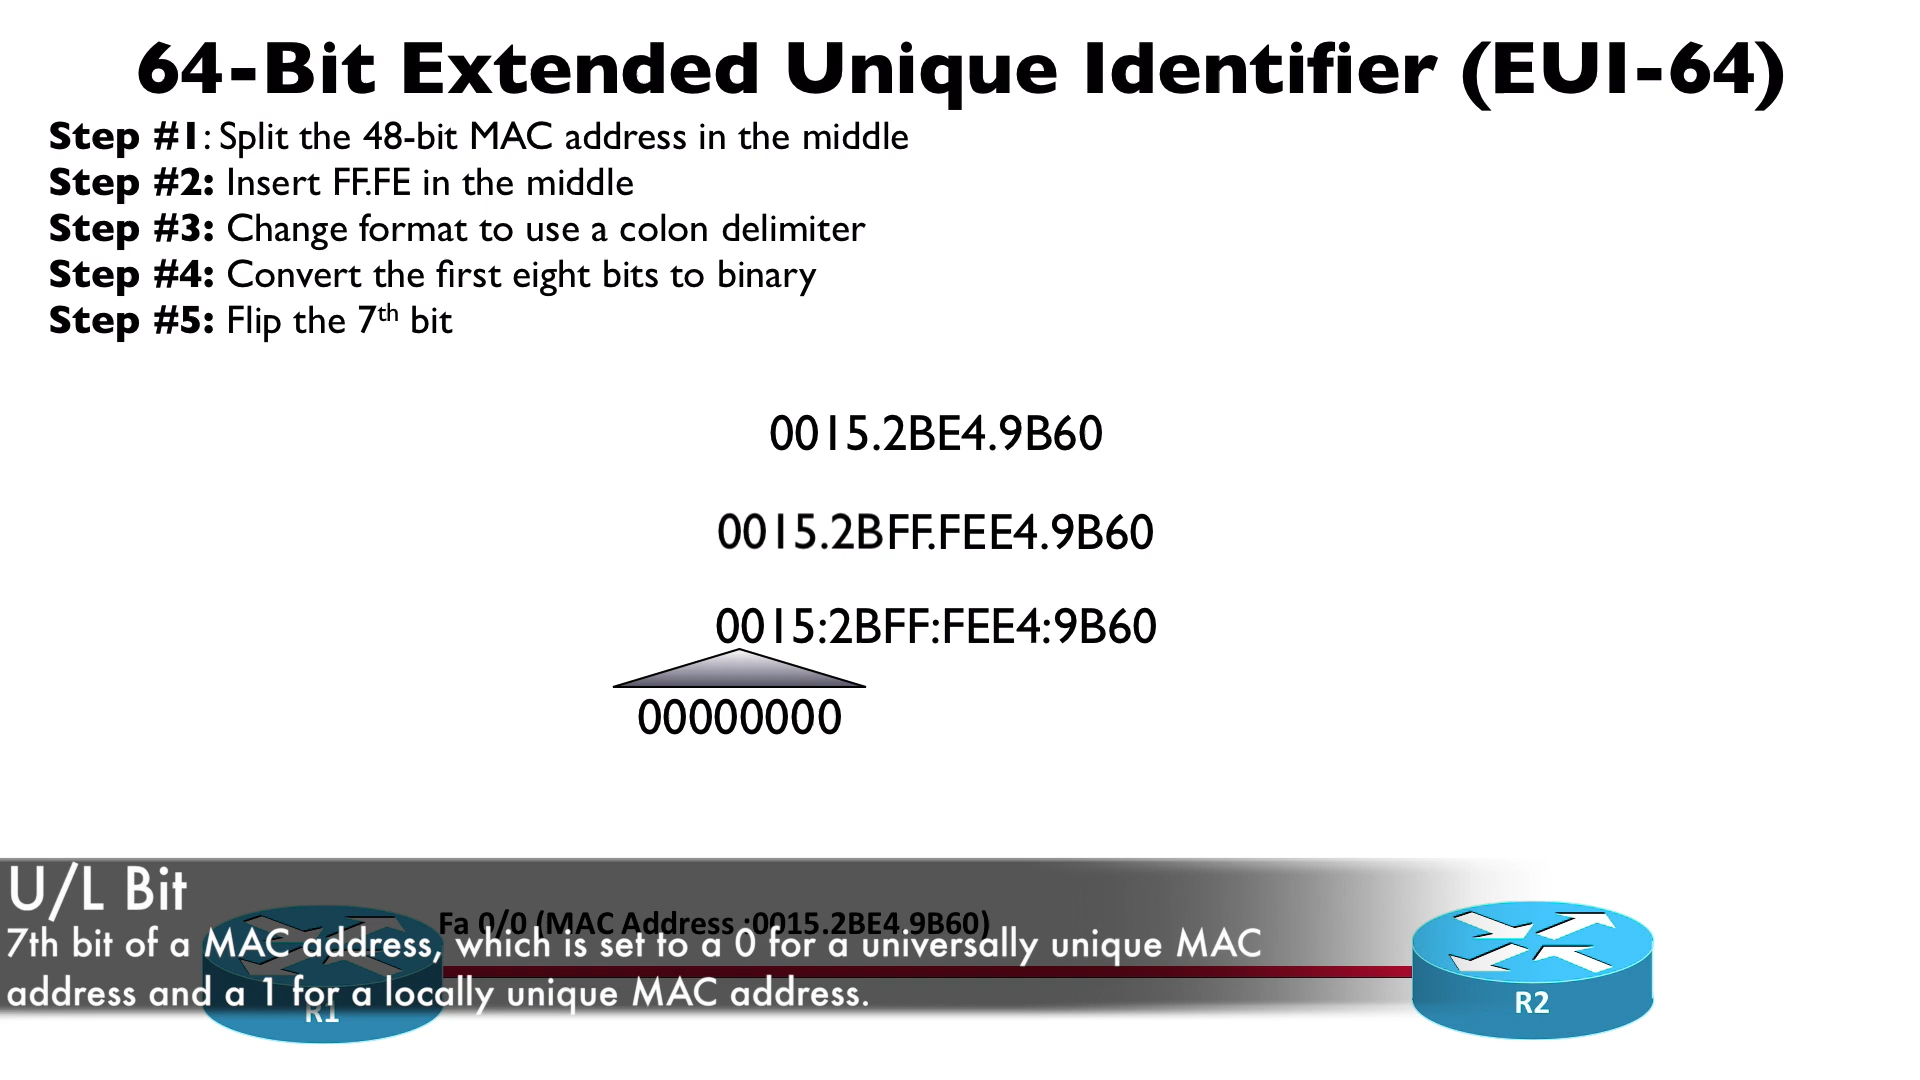 64-Bit Extended Unique Identifier (EUI-64)
Step #1: Split the 48-bit MAC address in the middle
Step #2: Insert FF.FE in the middle
Step #3: Change format to use a colon delimiter
Step #4: Convert the first eight bits to binary
Step #5: Flip the 7th bit
0015.2BE4.9B60
0015.2BFF.FEE4.9B60
0015:2BFF:FEE4:9B60
00000000
U/L Bit
Fa 0/0 (MAC Address :0015.2BE4.9B60)
7th bit of a MAC address, which is set to a 0 for a universally unique MAC
address and a 1 for a locally unique MAC address.
R1
R2